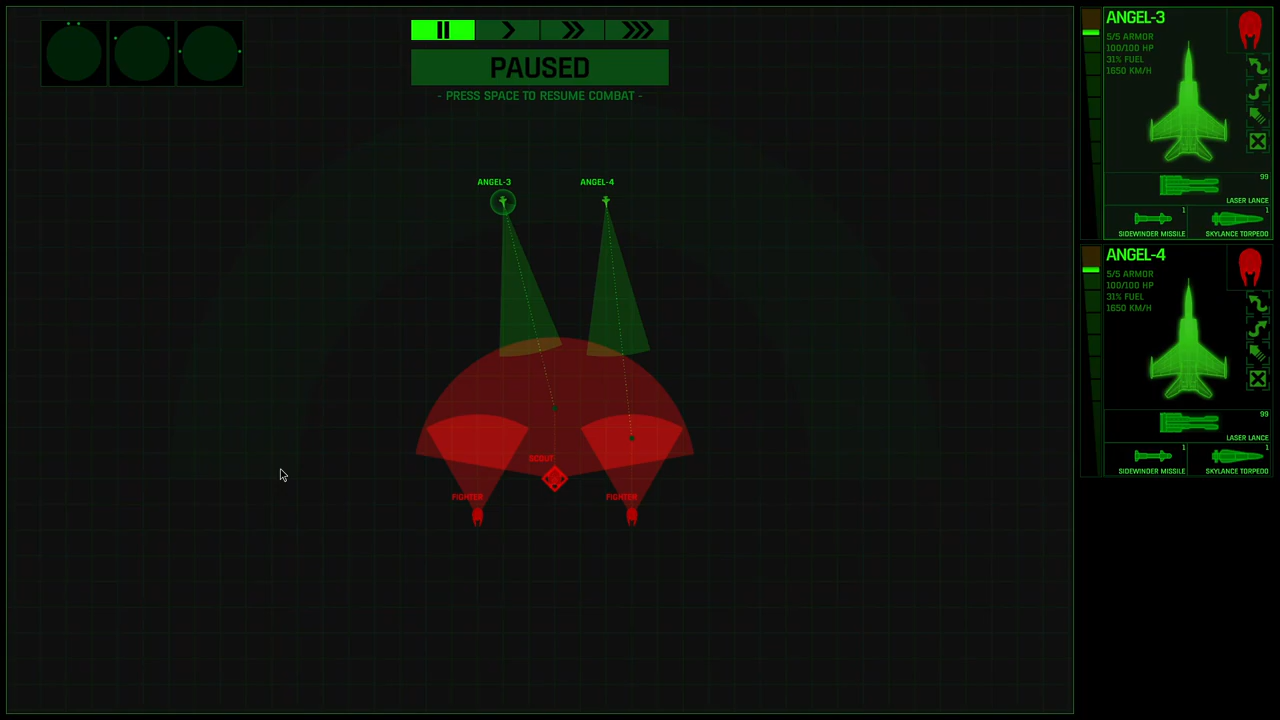 PAUSED
- PRESS SPACE TO RESUME COMBAT -
ANGEL-3
ANGEL-4
SCOUT
FIGHTER
FIGHTER
ANGEL-3
5/5 ARMOR
100/100 HP
31% FUEL
1650 KM/H
99
LASER LANCE
1
SIDEWINDER MISSILE
1
SKYLANCE TORPEDO
ANGEL-4
5/5 ARMOR
100/100 HP
31% FUEL
1650 KM/H
99
LASER LANCE
1
SIDEWINDER MISSILE
1
SKYLANCE TORPEDO